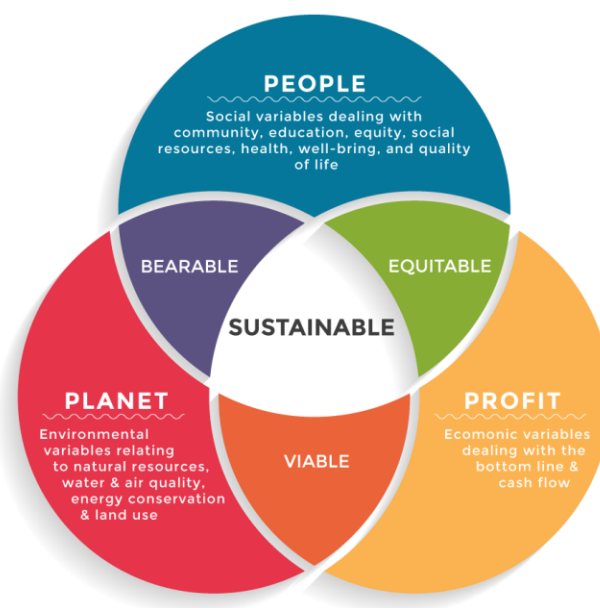 PEOPLE
Social variables dealing with
community, education, equity, social
resources, health, well-bring, and quality
of life
BEARABLE
EQUITABLE
SUSTAINABLE
PLANET
Environmental
variables relating
to natural resources,
water & air quality,
energy conservation
& land use
PROFIT
Ecomonic variables
dealing with the
bottom line &
cash flow
VIABLE